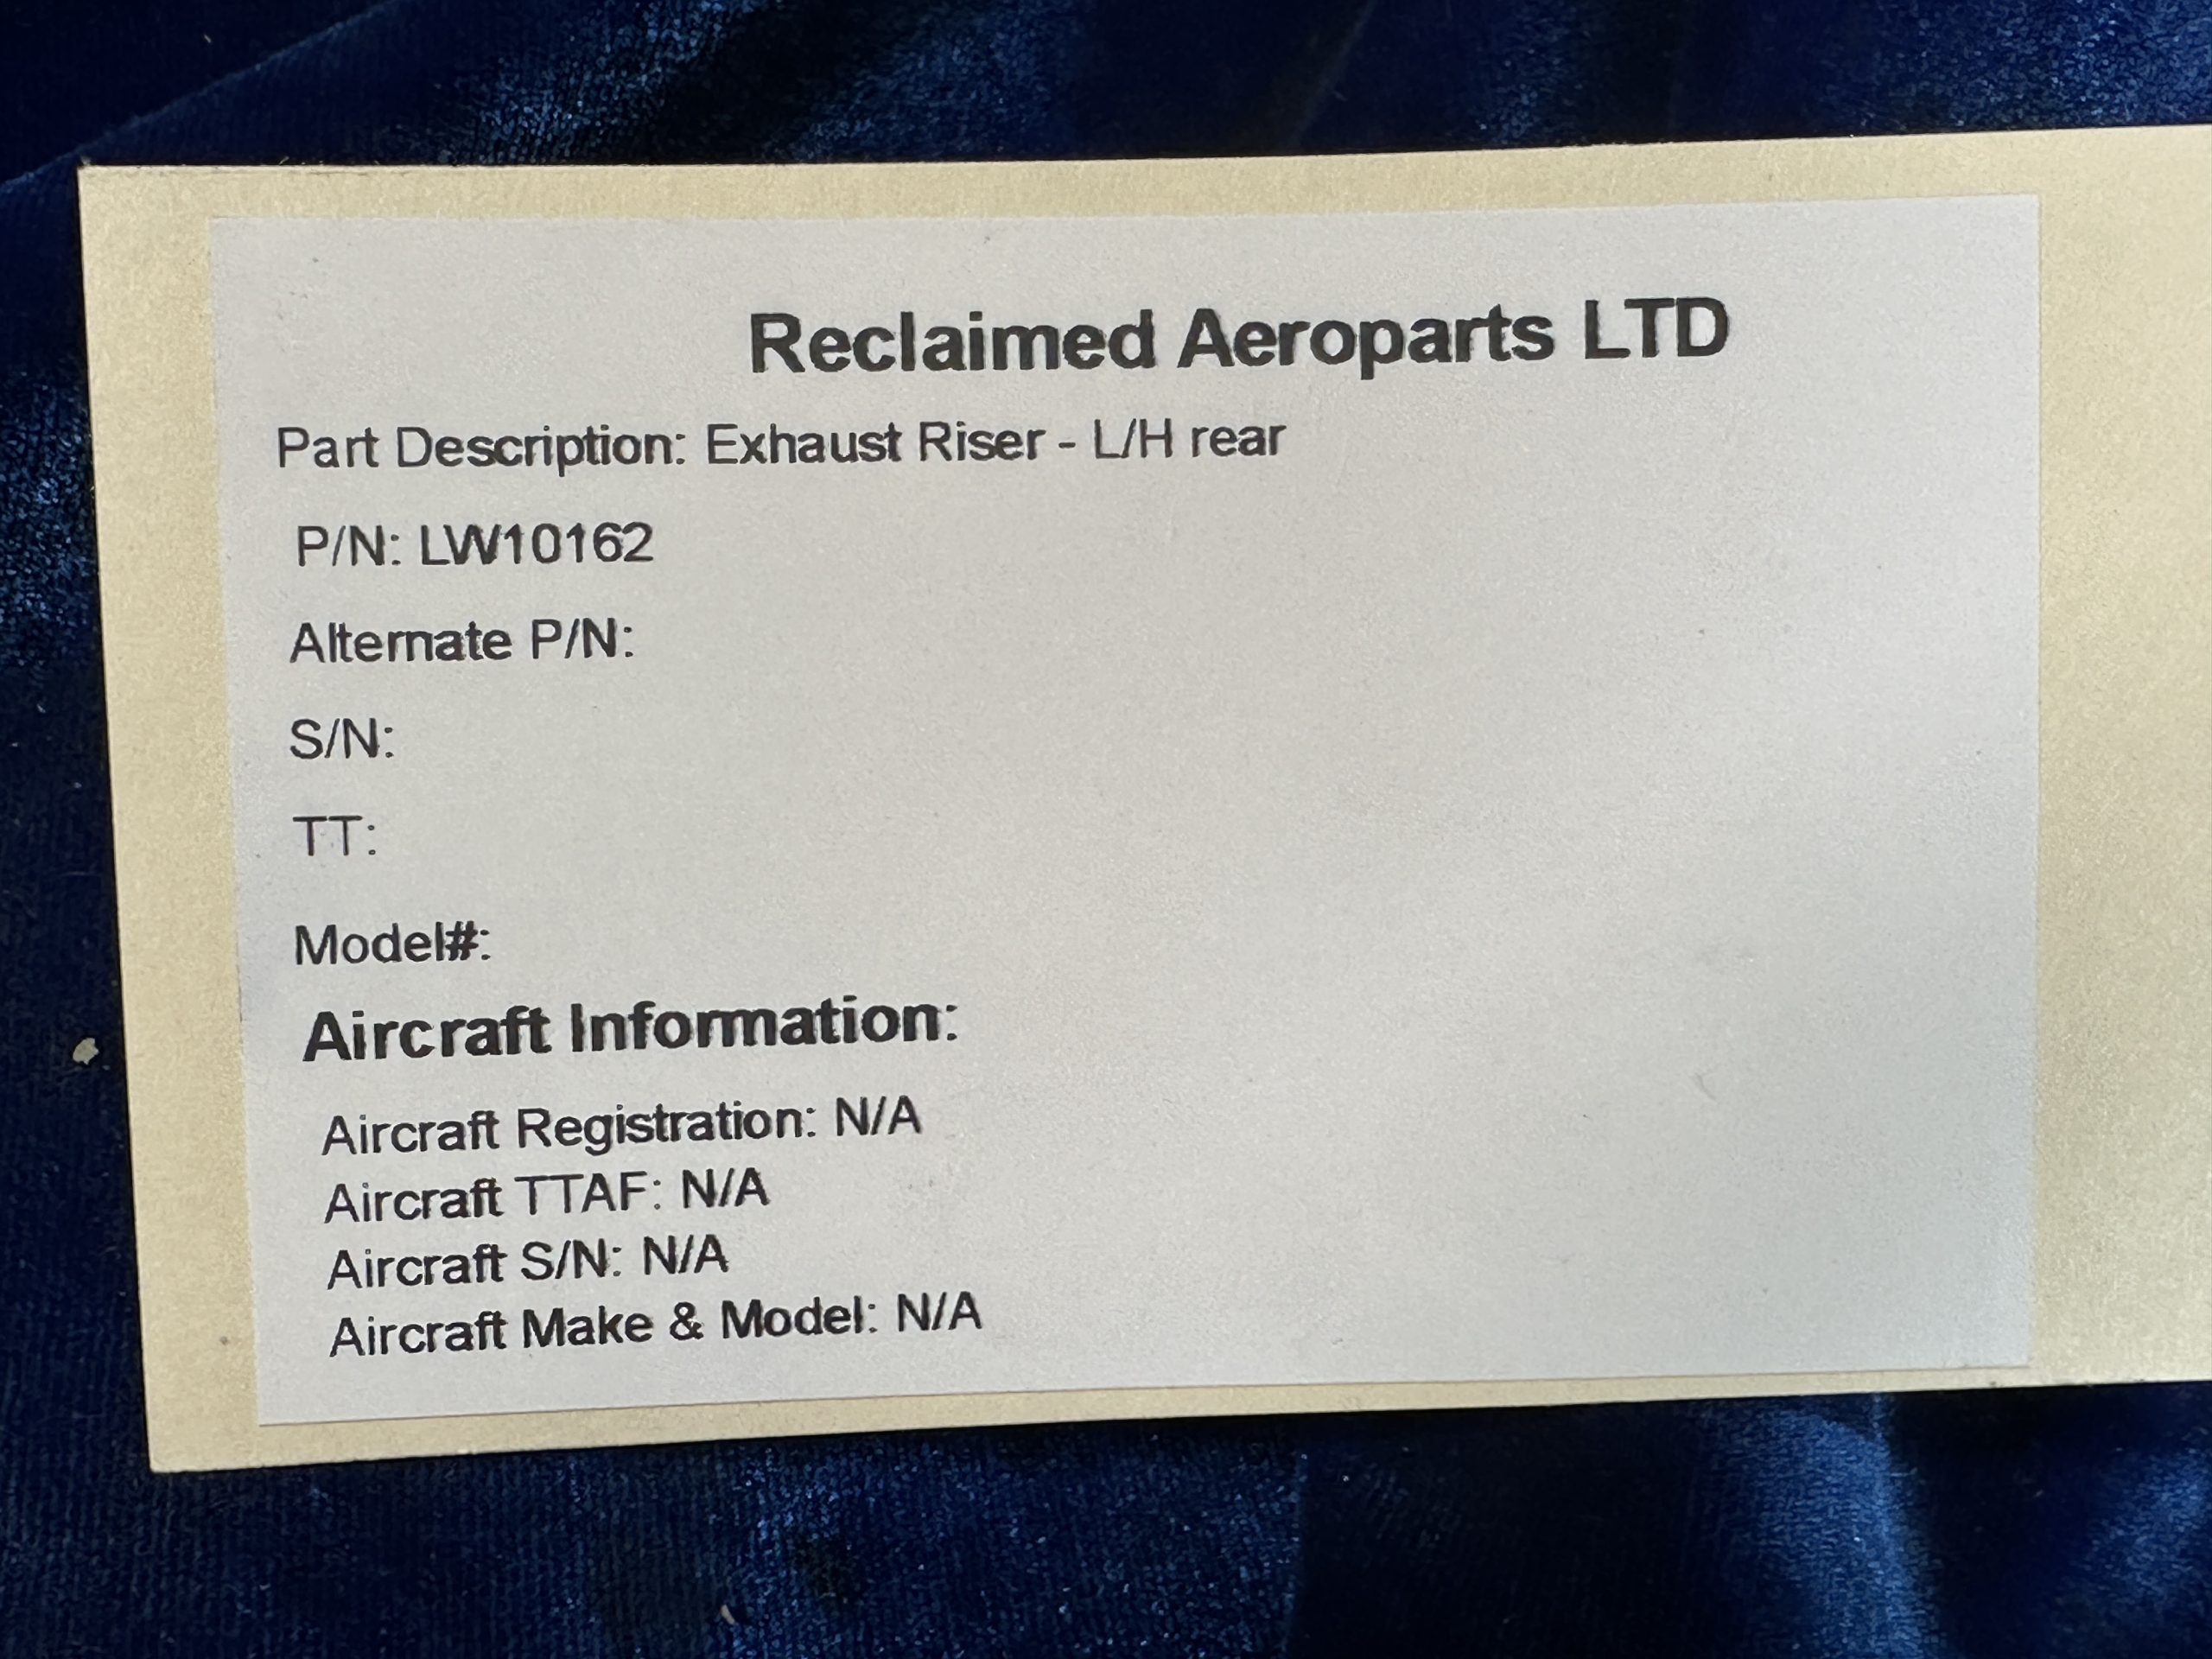 Reclaimed Aeroparts LTD
Part Description: Exhaust Riser - L/H rear
P/N: LW10162
Alternate P/N:
S/N:
TT:
Model#:
Aircraft Information:
Aircraft Registration: N/A
Aircraft TTAF: N/A
Aircraft S/N: N/A
Aircraft Make & Model: N/A